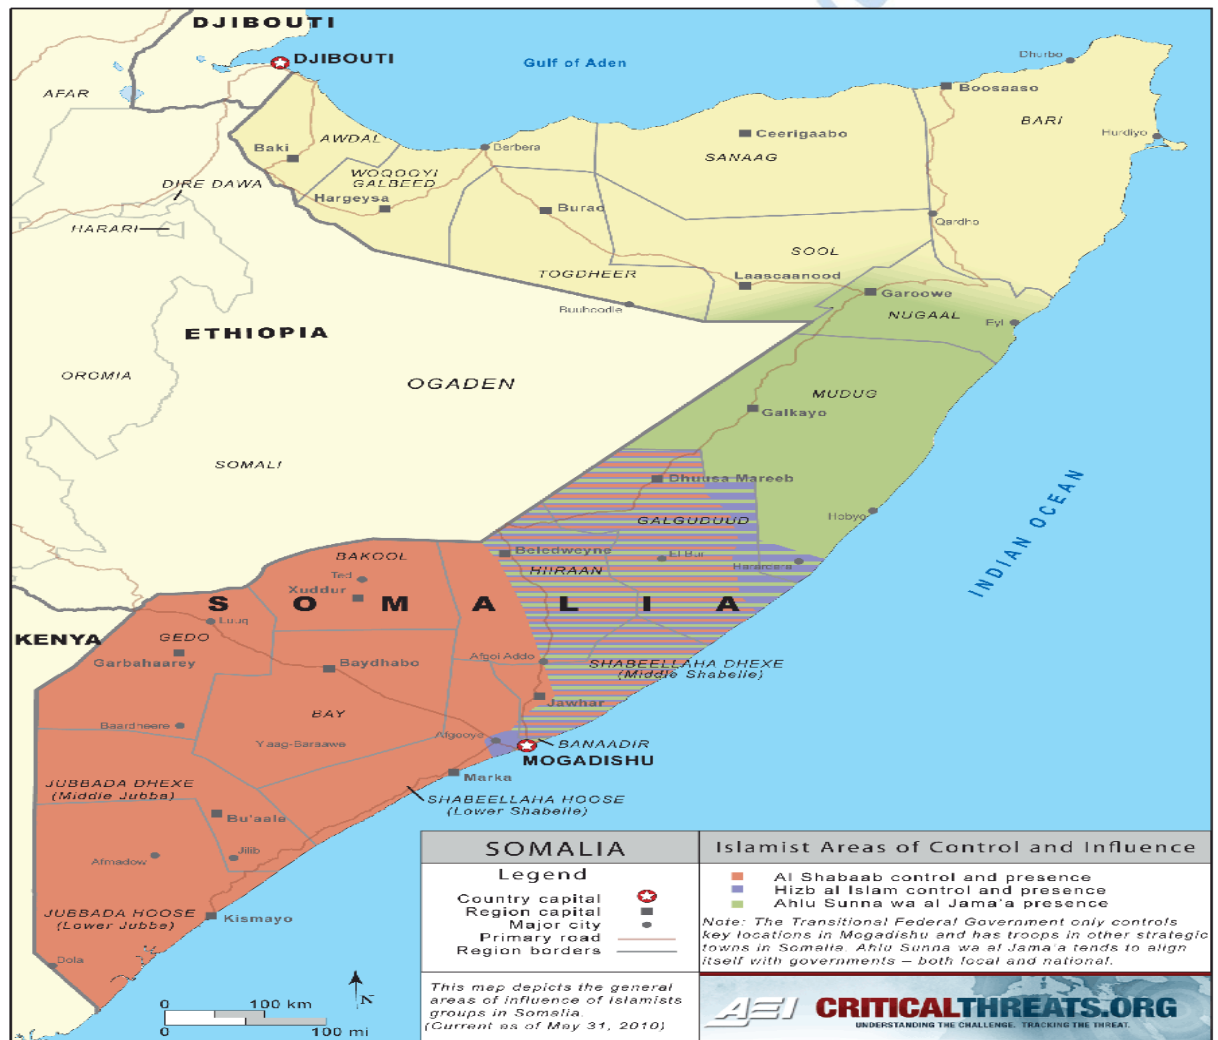 DJIBOUTI
DJIBOUTI
Gulf of Aden
Dhurbo
Boosaaso
AFAR
BARI
Hurdiyo
Ceerigaabo
AWDAL
Baki
Berbera
SANAAG
WOQOOYI
GALBEED
DIRE DAWA
Hargeysa
Burao
Qardho
HARARI
SOOL
TOGDHEER
Laascaanood
Garoowe
Buuhoodle
NUGAAL
Eyl
ETHIOPIA
OROMIA
OGADEN
MUDUG
Galkayo
SOMALI
Dhuusa Mareeb
INDIAN OCEAN
Hobyo
GALGUDUUD
Beledweyne
BAKOOL
El Bur
Harardera
HIIRAAN
Ted
Xuddur
SOMALIA
Luuq
KENYA
GEDO
Garbahaarey
Baydhabo
Afgoi Addo
SHABEELLAHA DHEXE
(Middle Shabelle)
Jawhar
BAY
Baardheere
Yaag-Baraawe
Afgooye
BANAADIR
MOGADISHU
Marka
JUBBADA DHEXE
(Middle Jubba)
SHABEELLAHA HOOSE
(Lower Shabelle)
Bu'aale
Jilib
Afmadow
JUBBADA HOOSE
(Lower Jubba)
Kismayo
Dola
N
0 100 km
0 100 mi
SOMALIA
Legend
Country capital
Region capital
Major city
Primary road
Region borders
This map depicts the general
areas of influence of Islamists
groups in Somalia.
(Current as of May 31, 2010)
Islamist Areas of Control and Influence
Al Shabaab control and presence
Hizb al Islam control and presence
Ahlu Sunna wa al Jama'a presence
Note: The Transitional Federal Government only controls
key locations in Mogadishu and has troops in other strategic
towns in Somalia. Ahlu Sunna wa al Jama'a tends to align
itself with governments – both local and national.
AEI CRITICALTHREATS.ORG
UNDERSTANDING THE CHALLENGE. TRACKING THE THREAT.